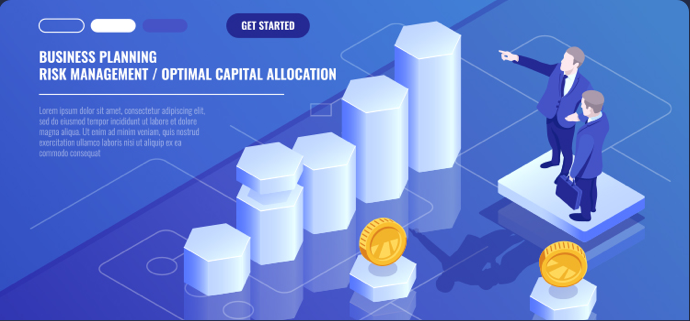 GET STARTED
BUSINESS PLANNING
RISK MANAGEMENT / OPTIMAL CAPITAL ALLOCATION
Lorem ipsum dolor sit amet, consectetur adipiscing elit,
sed do eiusmod tempor incididunt ut labore et dolore
magna aliqua. Ut enim ad minim veniam, quis nostrud
exercitation ullamco laboris nisi ut aliquip ex ea
commodo consequat